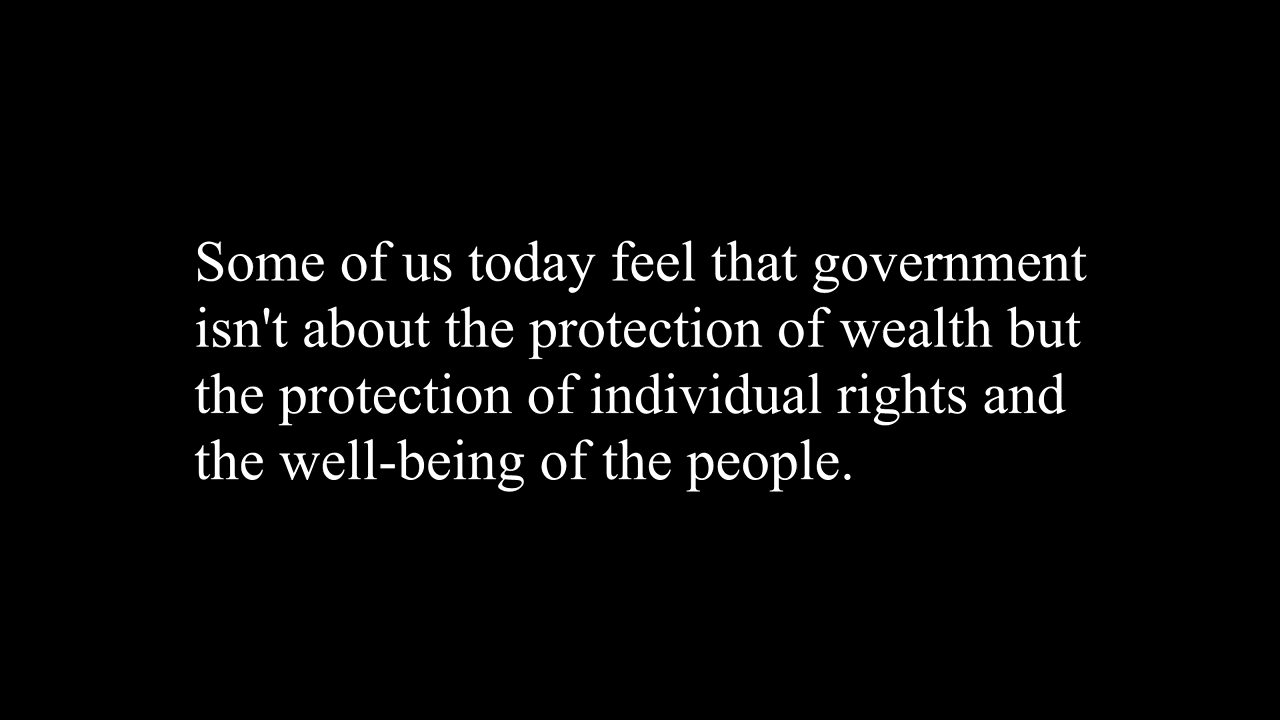 Some of us today feel that government
isn't about the protection of wealth but
the protection of individual rights and
the well-being of the people.